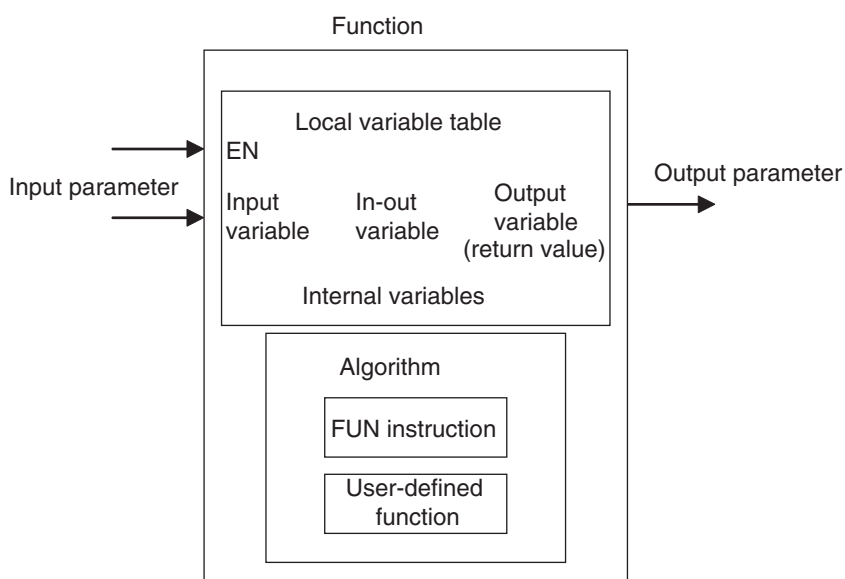 Function
Local variable table
EN
Input parameter
Output parameter
Input
variable
In-out
variable
Output
variable
(return value)
Internal variables
Algorithm
FUN instruction
User-defined
function